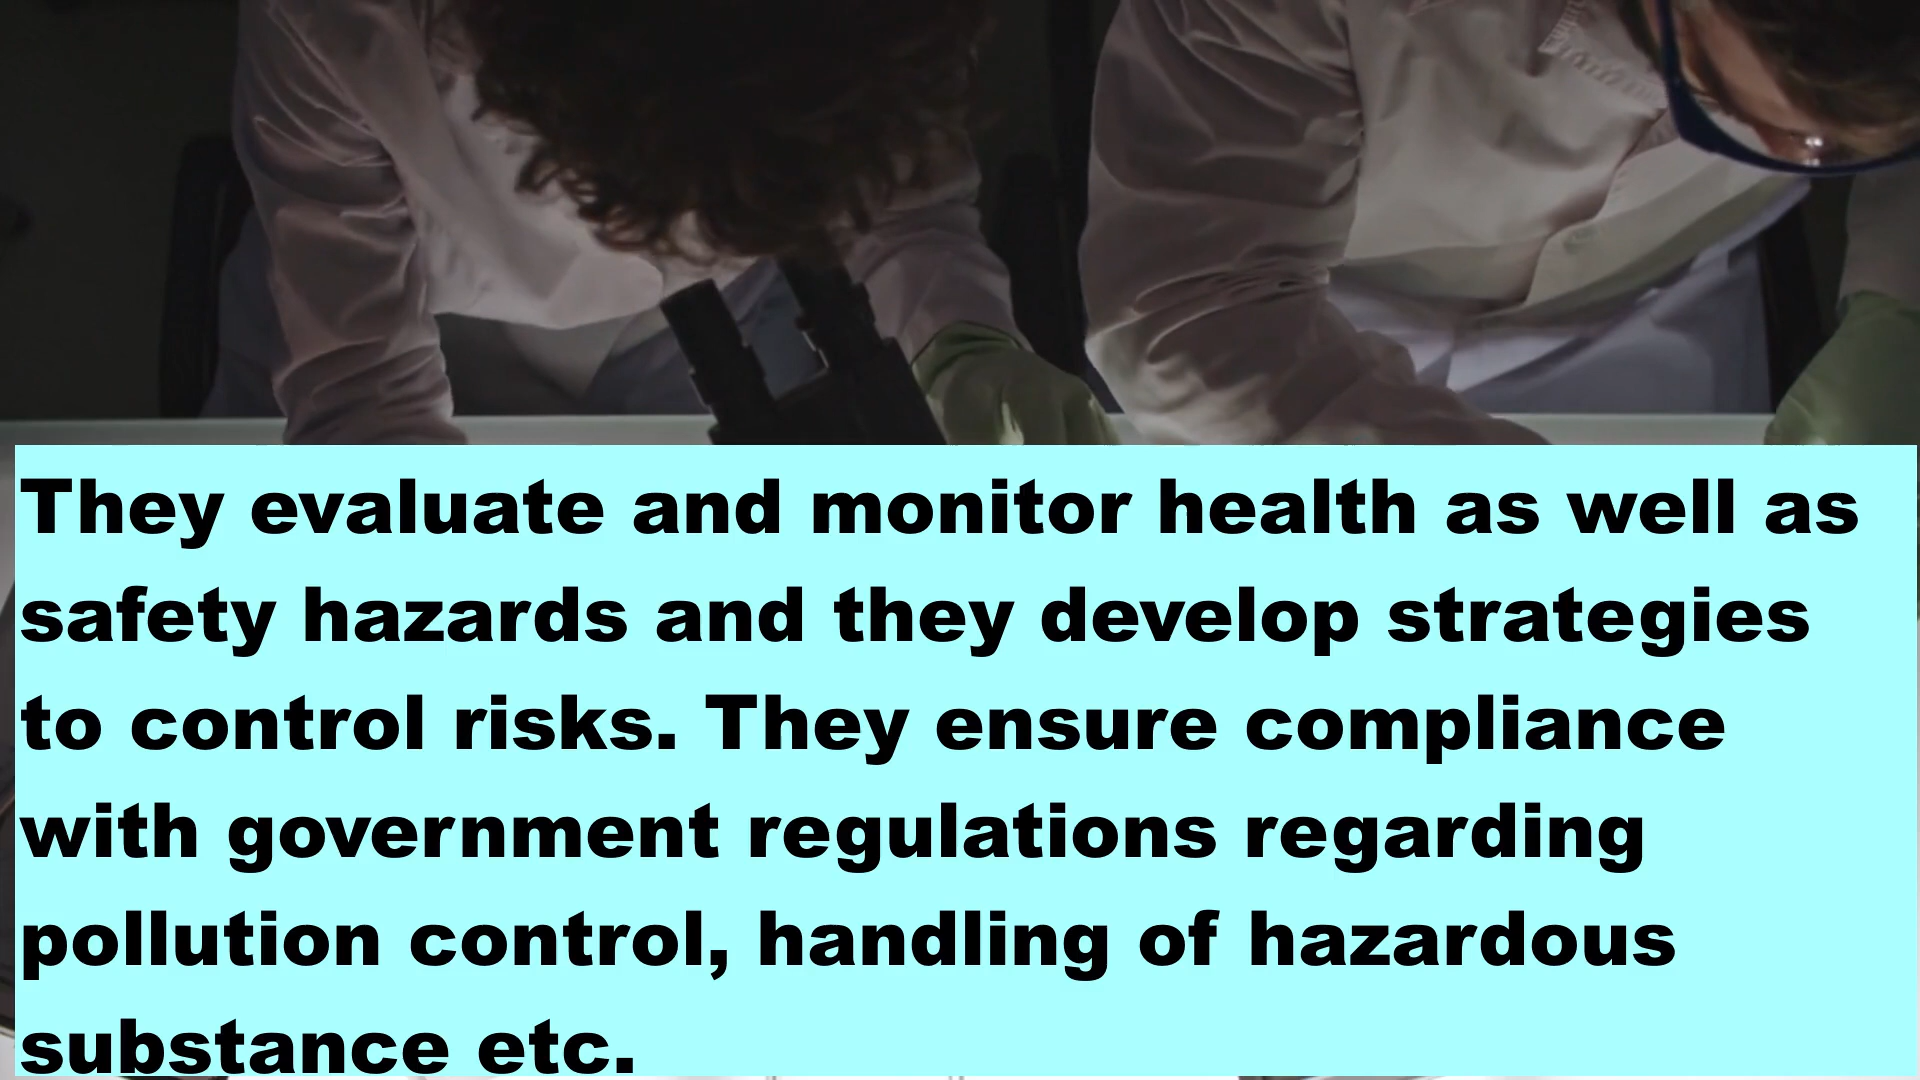 They evaluate and monitor health as well as
safety hazards and they develop strategies
to control risks. They ensure compliance
with government regulations regarding
pollution control, handling of hazardous
substance etc.